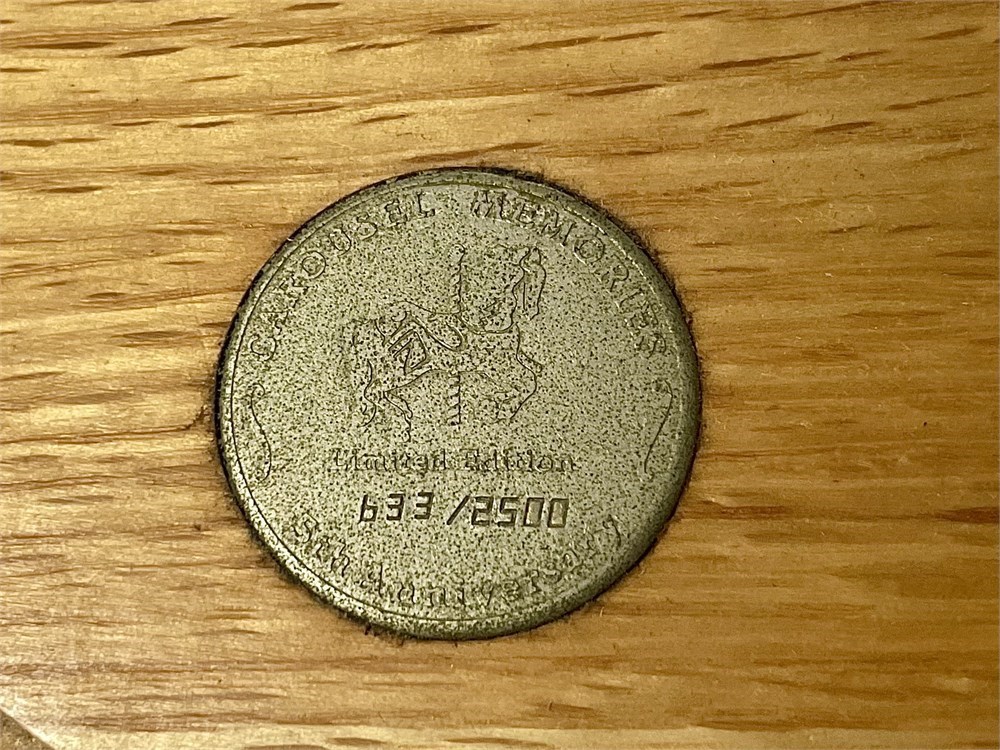 CAROUSEL MEMORIES
Limited Edition
633/2500
5th Anniversary